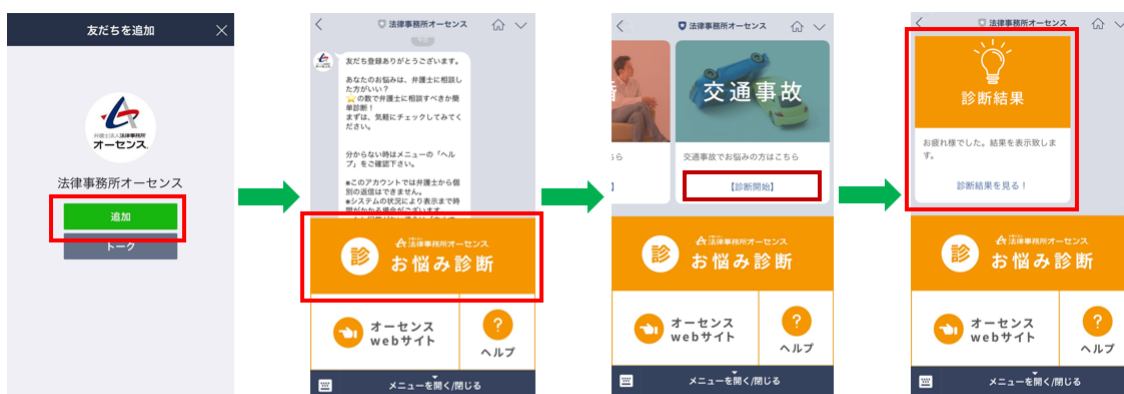 友だちを追加
弁護士法人法律事務所
オーセンス
法律事務所オーセンス
追加
トーク
法律事務所オーセンス
友だち登録ありがとうございます。
あなたのお悩みは、弁護士に相談し
た方がいい?
⭐の数で弁護士に相談すべきか簡
単診断!
まずは、気軽にチェックしてみてく
ださい。
分からない時はメニューの「ヘル
プ」をご確認下さい。
※このアカウントでは弁護士から個
別の返信はできません。
※システムの状況により表示まで時
間がかかる場合がございます
診
法律事務所オーセンス
お悩み診断
オーセンス
webサイト
?
ヘルプ
メニューを開く/閉じる
法律事務所オーセンス
交通事故
交通事故でお悩みの方はこちら
【診断開始】
診
法律事務所オーセンス
お悩み診断
オーセンス
webサイト
?
ヘルプ
メニューを開く/閉じる
法律事務所オーセンス
診断結果
お疲れ様でした。結果を表示致しま
す。
診断結果を見る!
診
法律事務所オーセンス
お悩み診断
オーセンス
webサイト
?
ヘルプ
メニューを開く/閉じる